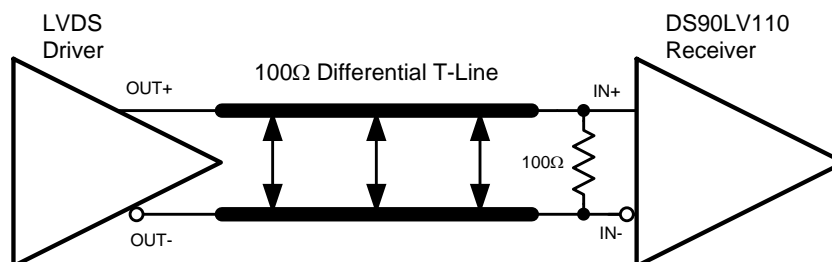 LVDS
Driver
DS90LV110
Receiver
100Ω Differential T-Line
OUT+
IN+
100Ω
OUT-
IN-